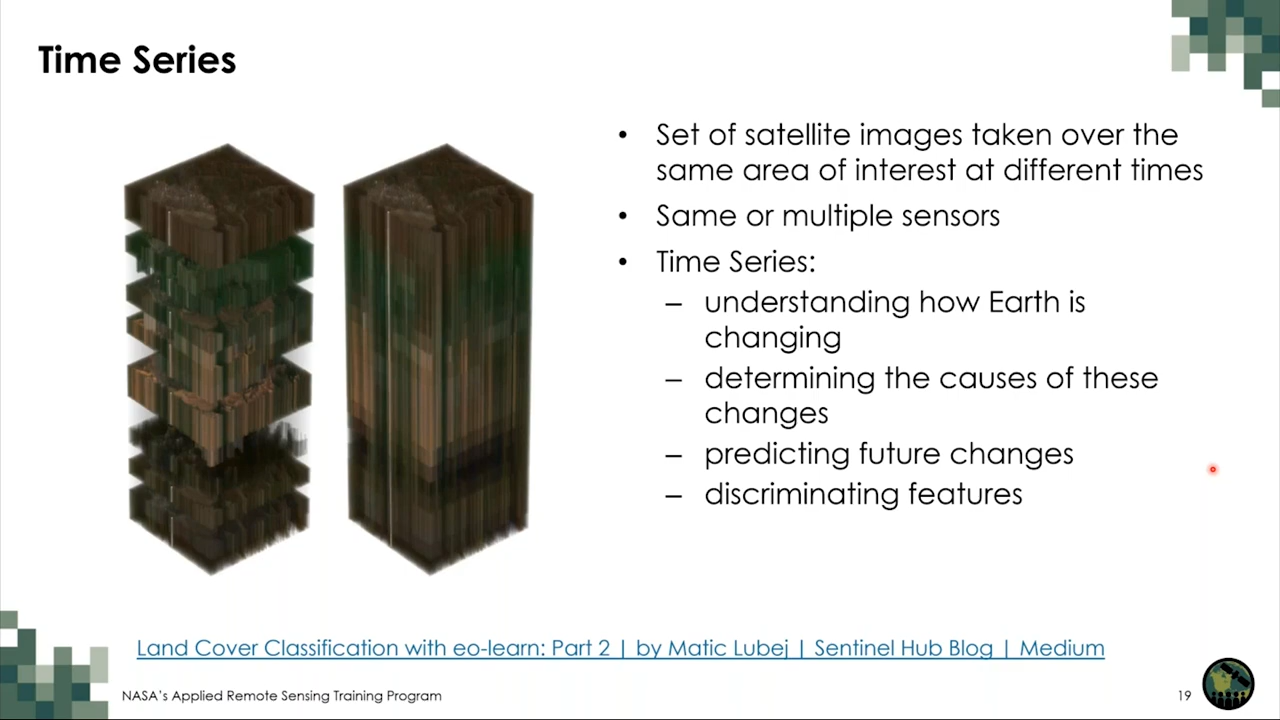 Time Series
• Set of satellite images taken over the
same area of interest at different times
• Same or multiple sensors
• Time Series:
– understanding how Earth is
changing
– determining the causes of these
changes
– predicting future changes
– discriminating features
Land Cover Classification with eo-learn: Part 2 | by Matic Lubej | Sentinel Hub Blog | Medium
NASA's Applied Remote Sensing Training Program
19